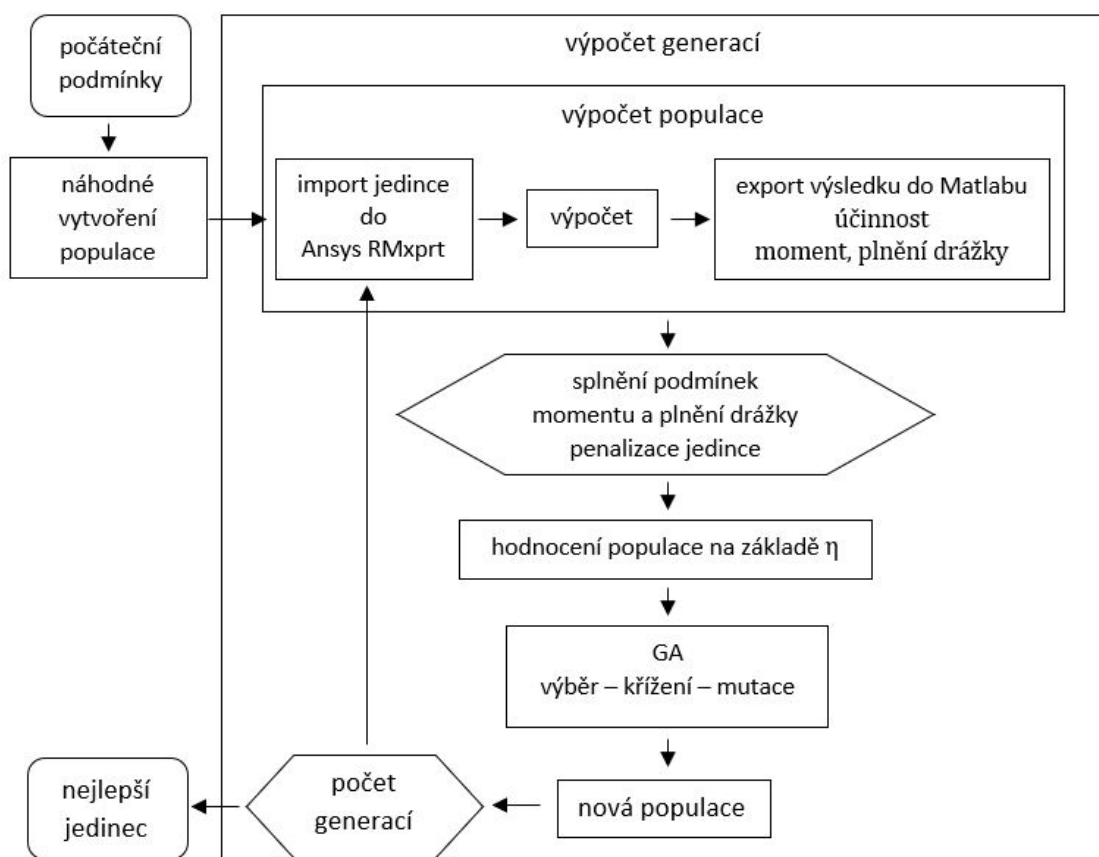 počáteční
podmínky
výpočet generací
výpočet populace
náhodné
vytvoření
populace
import jedince
do
Ansys RMxprt
výpočet
export výsledku do Matlabu
účinnost
moment, plnění drážky
splnění podmínek
momentu a plnění drážky
penalizace jedince
hodnocení populace na základě η
GA
výběr – křížení – mutace
nová populace
počet
generací
nejlepší
jedinec